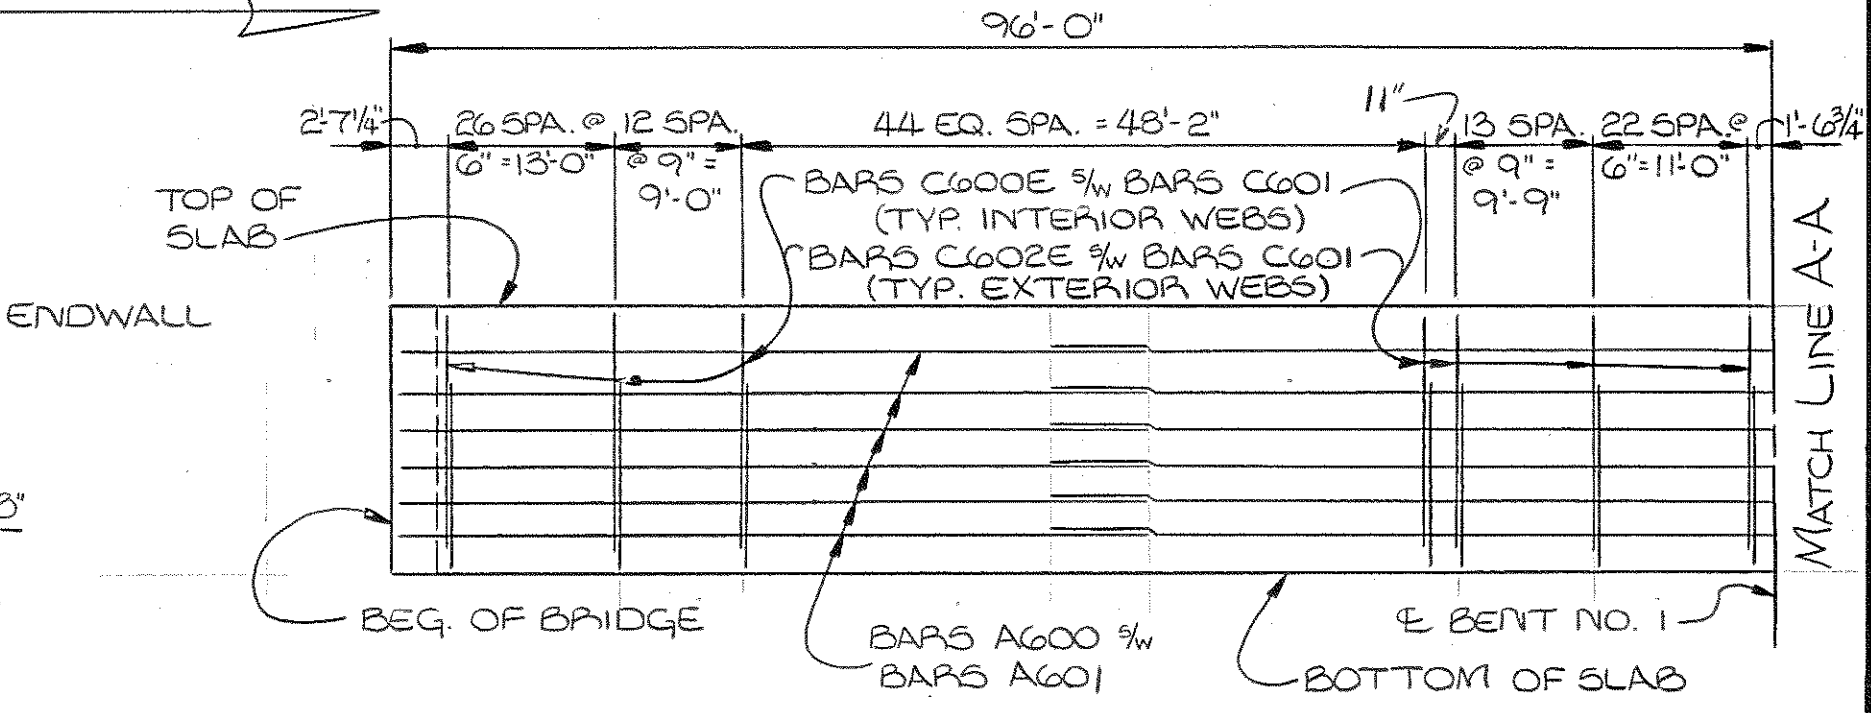 96'-0"
2'-7¼"
26 SPA. @
6" = 13'-0"
12 SPA.
@ 9" =
9'-0"
44 EQ. SPA. = 48'-2"
11"
13 SPA.
@ 9" =
9'-9"
22 SPA. @
6" = 11'-0"
1'-6¾"
TOP OF
SLAB
BARS C600E S/W BARS C601
(TYP. INTERIOR WEBS)
BARS C602E S/W BARS C601
(TYP. EXTERIOR WEBS)
ENDWALL
MATCH LINE A-A
3"
BEG. OF BRIDGE
BARS A600 S/W
BARS A601
℄ BENT NO. 1
BOTTOM OF SLAB